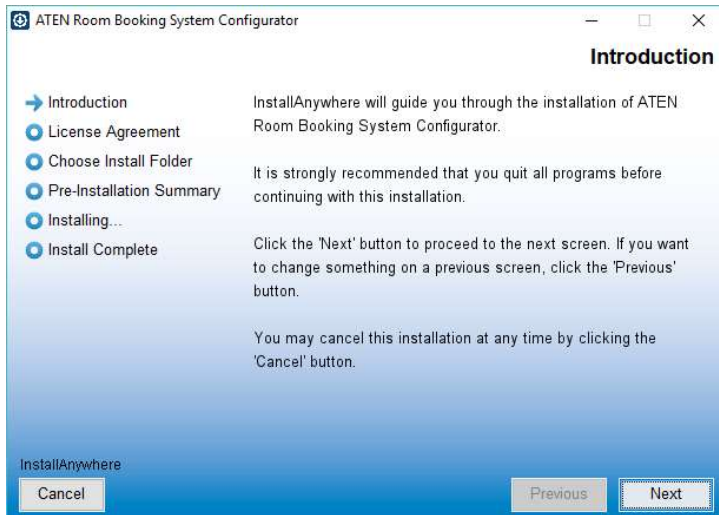 ATEN Room Booking System Configurator
Introduction
Introduction
License Agreement
Choose Install Folder
Pre-Installation Summary
Installing...
Install Complete
InstallAnywhere will guide you through the installation of ATEN
Room Booking System Configurator.
It is strongly recommended that you quit all programs before
continuing with this installation.
Click the 'Next' button to proceed to the next screen. If you want
to change something on a previous screen, click the 'Previous'
button.
You may cancel this installation at any time by clicking the
'Cancel' button.
InstallAnywhere
Cancel
Previous
Next